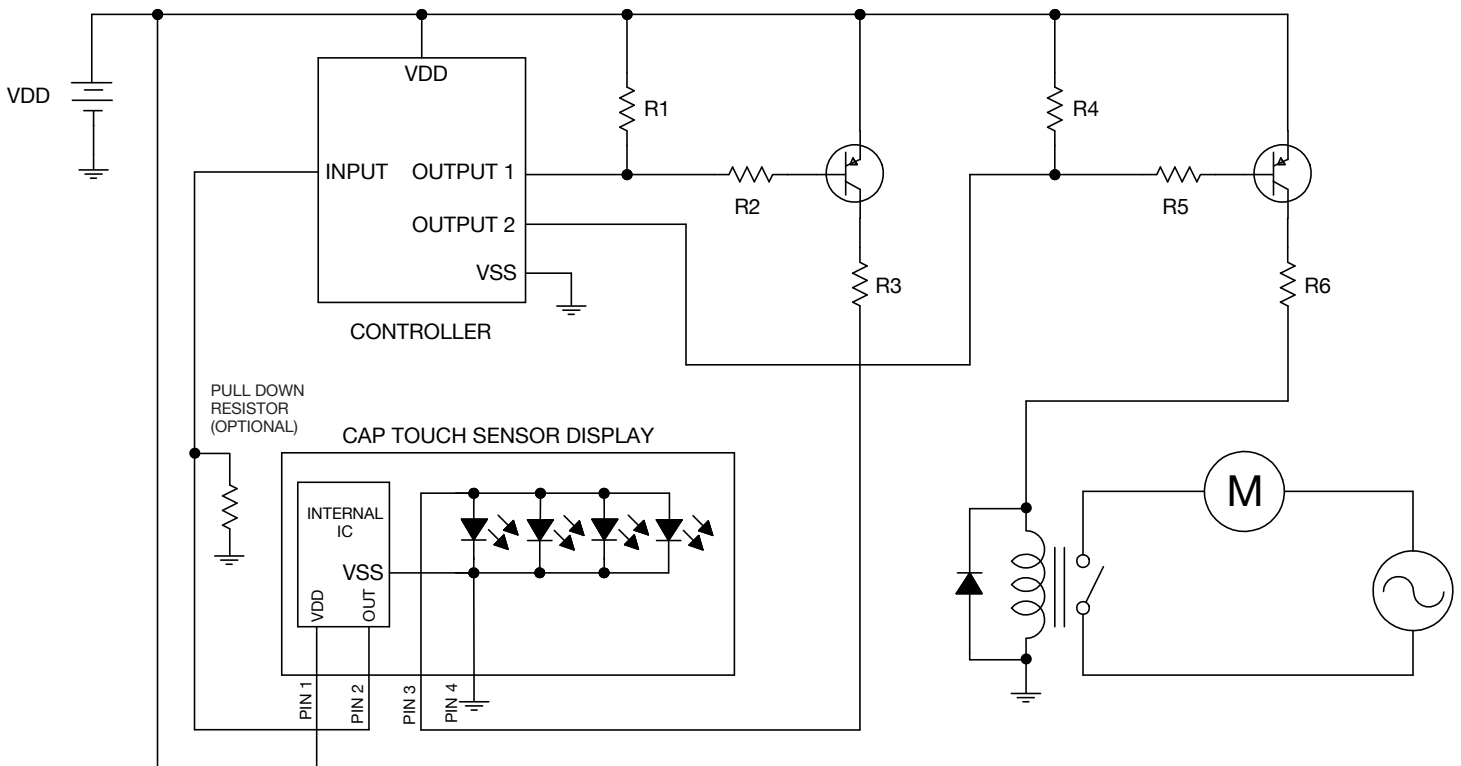 VDD
VDD
INPUT
OUTPUT 1
OUTPUT 2
VSS
CONTROLLER
R1
R2
R3
R4
R5
R6
PULL DOWN
RESISTOR
(OPTIONAL)
CAP TOUCH SENSOR DISPLAY
INTERNAL
IC
VSS
VDD
OUT
PIN 1
PIN 2
PIN 3
PIN 4
M